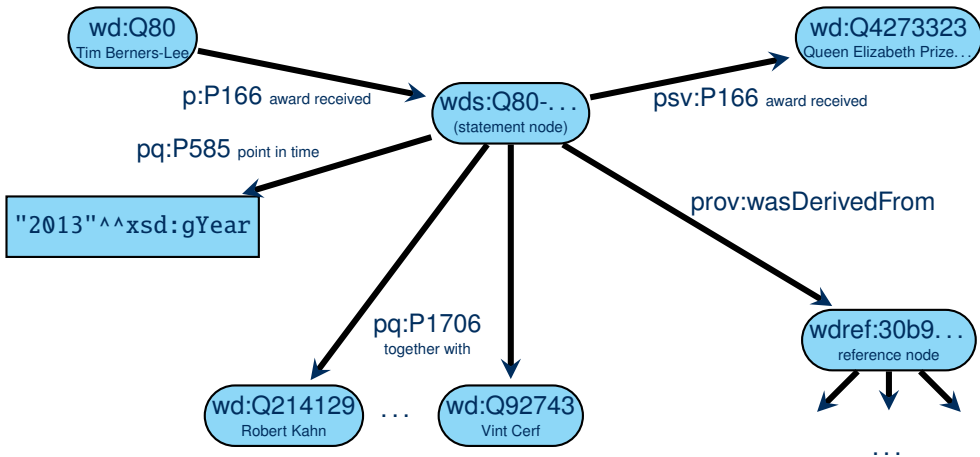 wd:Q80
Tim Berners-Lee
wd:Q4273323
Queen Elizabeth Prize...
p:P166 award received
wds:Q80-...
(statement node)
psv:P166 award received
pq:P585 point in time
"2013"^^xsd:gYear
prov:wasDerivedFrom
pq:P1706
together with
wdref:30b9...
reference node
wd:Q214129
Robert Kahn
...
wd:Q92743
Vint Cerf
...